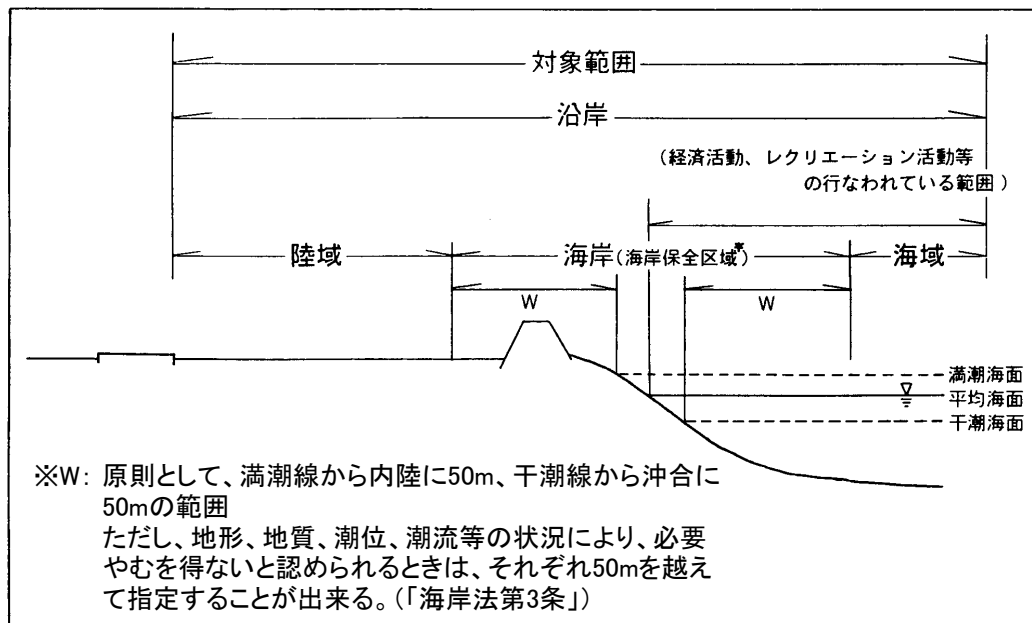 対象範囲
沿岸
(経済活動、レクリエーション活動等
の行なわれている範囲)
陸域
海岸(海岸保全区域*)
海域
W
W
満潮海面
平均海面
干潮海面
※W: 原則として、満潮線から内陸に50m、干潮線から沖合に
50mの範囲
ただし、地形、地質、潮位、潮流等の状況により、必要
やむを得ないと認められるときは、それぞれ50mを越え
て指定することが出来る。(「海岸法第3条」)